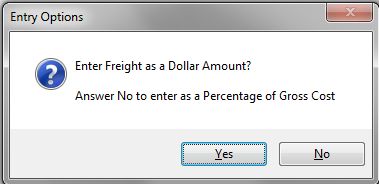 Entry Options
Enter Freight as a Dollar Amount?
Answer No to enter as a Percentage of Gross Cost
Yes
No